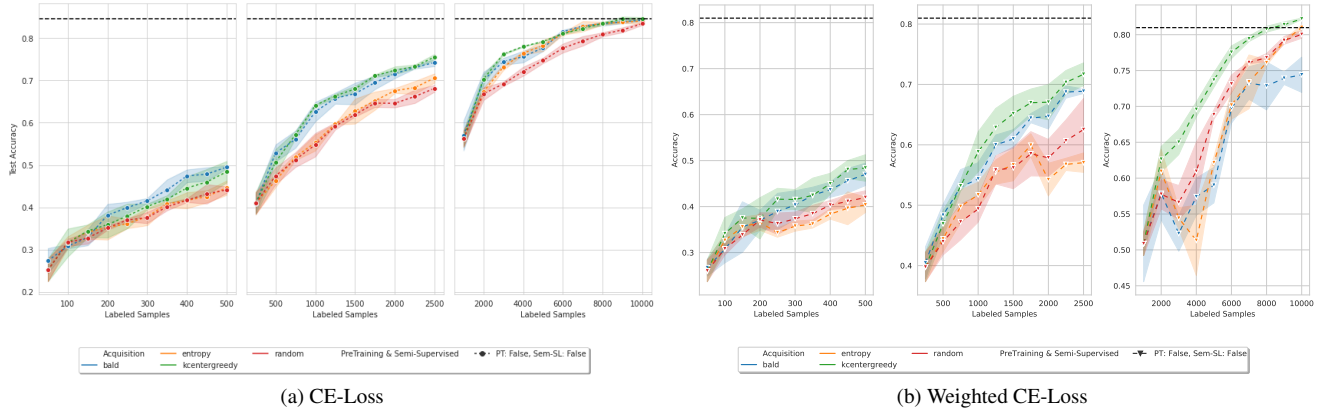 0.8
0.7
0.6
0.5
0.4
0.3
0.2
Test Accuracy
100 200 300 400 500
Labeled Samples
500 1000 1500 2000 2500
Labeled Samples
2000 4000 6000 8000 10000
Labeled Samples
Acquisition entropy random PreTraining & Semi-Supervised PT: False, Sem-SL: False
bald kcentergreedy
(a) CE-Loss
0.8
0.7
0.6
0.5
0.4
0.3
Accuracy
100 200 300 400 500
Labeled Samples
0.8
0.7
0.6
0.5
0.4
Accuracy
500 1000 1500 2000 2500
Labeled Samples
0.80
0.75
0.70
0.65
0.60
0.55
0.50
0.45
Accuracy
2000 4000 6000 8000 10000
Labeled Samples
Acquisition entropy random PreTraining & Semi-Supervised PT: False, Sem-SL: False
bald kcentergreedy
(b) Weighted CE-Loss